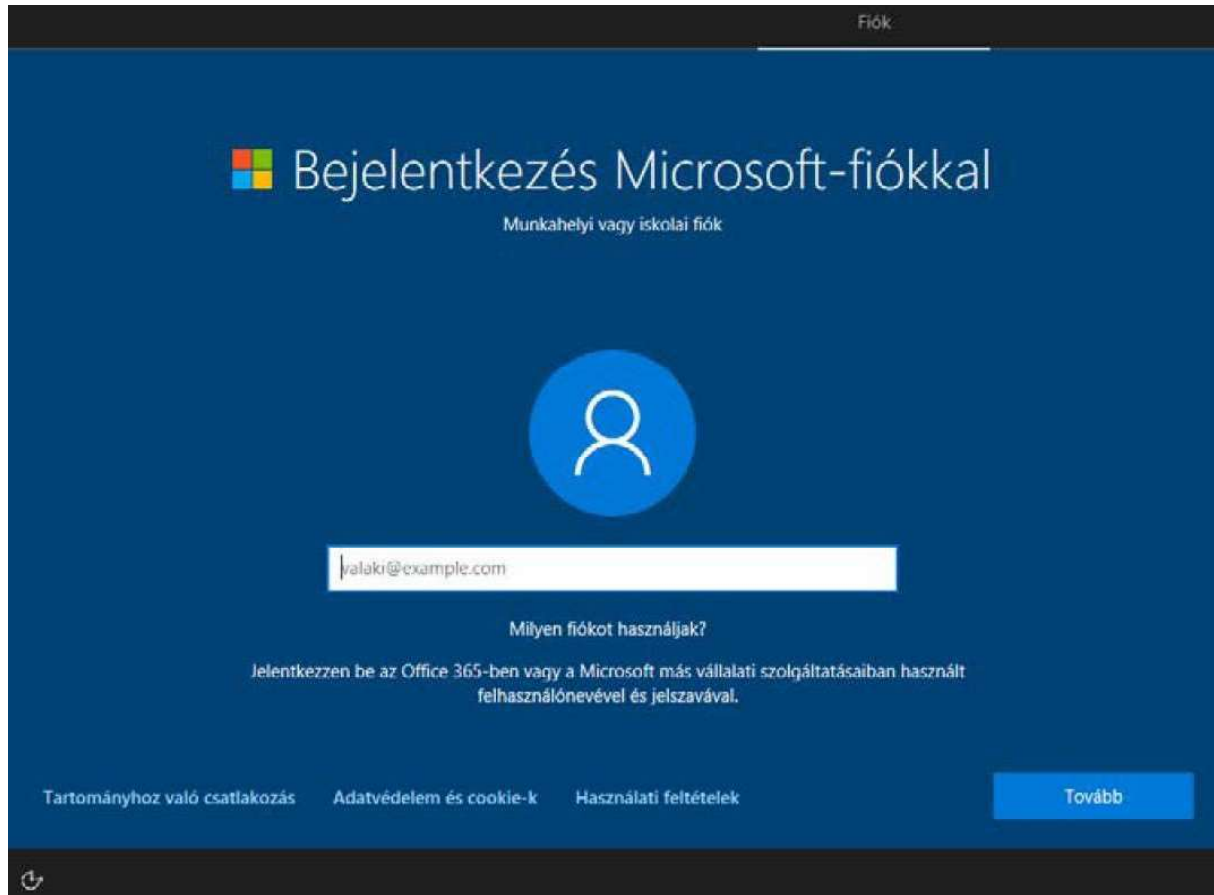 Fiók
Bejelentkezés Microsoft-fiókkal
Munkahelyi vagy iskolai fiók
valaki@example.com
Milyen fiókot használjak?
Jelentkezzen be az Office 365-ben vagy a Microsoft más vállalati szolgáltatásaiban használt
felhasználónevével és jelszavával.
Tartományhoz való csatlakozás Adatvédelem és cookie-k Használati feltételek Tovább